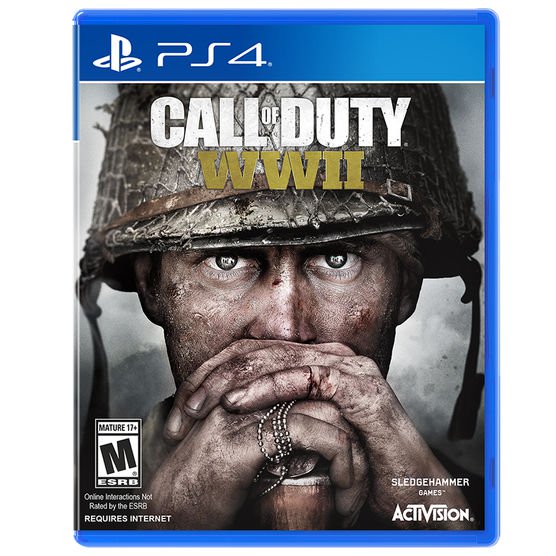 PS4
CALL OF DUTY
WWII
MATURE 17+
M
ESRB
Online Interactions Not
Rated by the ESRB
REQUIRES INTERNET
SLEDGEHAMMER
GAMES™
ACTIVISION®